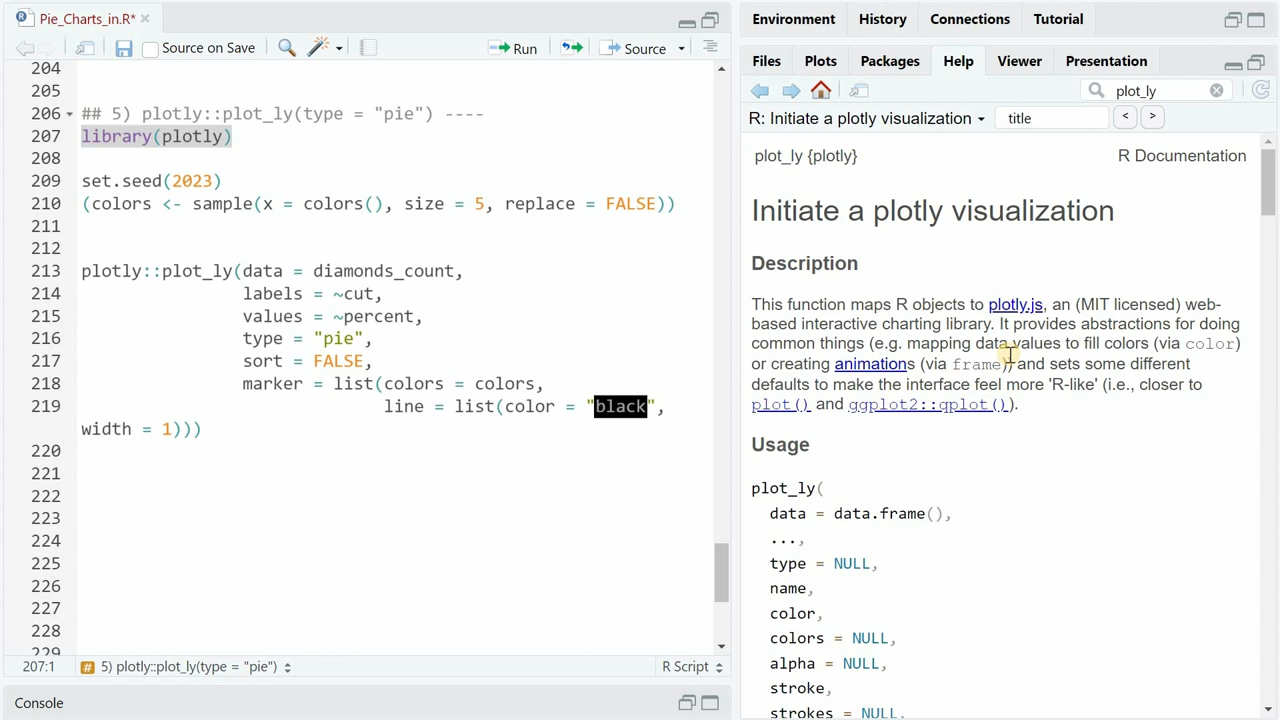 Pie_Charts_in.R*
Source on Save
Run
Source
204
205
206 ## 5) plotly::plot_ly(type = "pie") ----
207 library(plotly)
208
209 set.seed(2023)
210 (colors <- sample(x = colors(), size = 5, replace = FALSE))
211
212
213 plotly::plot_ly(data = diamonds_count,
214 labels = ~cut,
215 values = ~percent,
216 type = "pie",
217 sort = FALSE,
218 marker = list(colors = colors,
219 line = list(color = "black",
width = 1)))
220
221
222
223
224
225
226
227
228
229
207:1
# 5) plotly::plot_ly(type = "pie")
R Script
Console
Environment History Connections Tutorial
Files Plots Packages Help Viewer Presentation
plot_ly
R: Initiate a plotly visualization
title
<
>
plot_ly {plotly} R Documentation
Initiate a plotly visualization
Description
This function maps R objects to plotly.js, an (MIT licensed) web-
based interactive charting library. It provides abstractions for doing
common things (e.g. mapping data values to fill colors (via color)
or creating animations (via frame)) and sets some different
defaults to make the interface feel more 'R-like' (i.e., closer to
plot() and ggplot2::qplot()).
Usage
plot_ly(
data = data.frame(),
...,
type = NULL,
name,
color,
colors = NULL,
alpha = NULL,
stroke,
strokes = NULL,